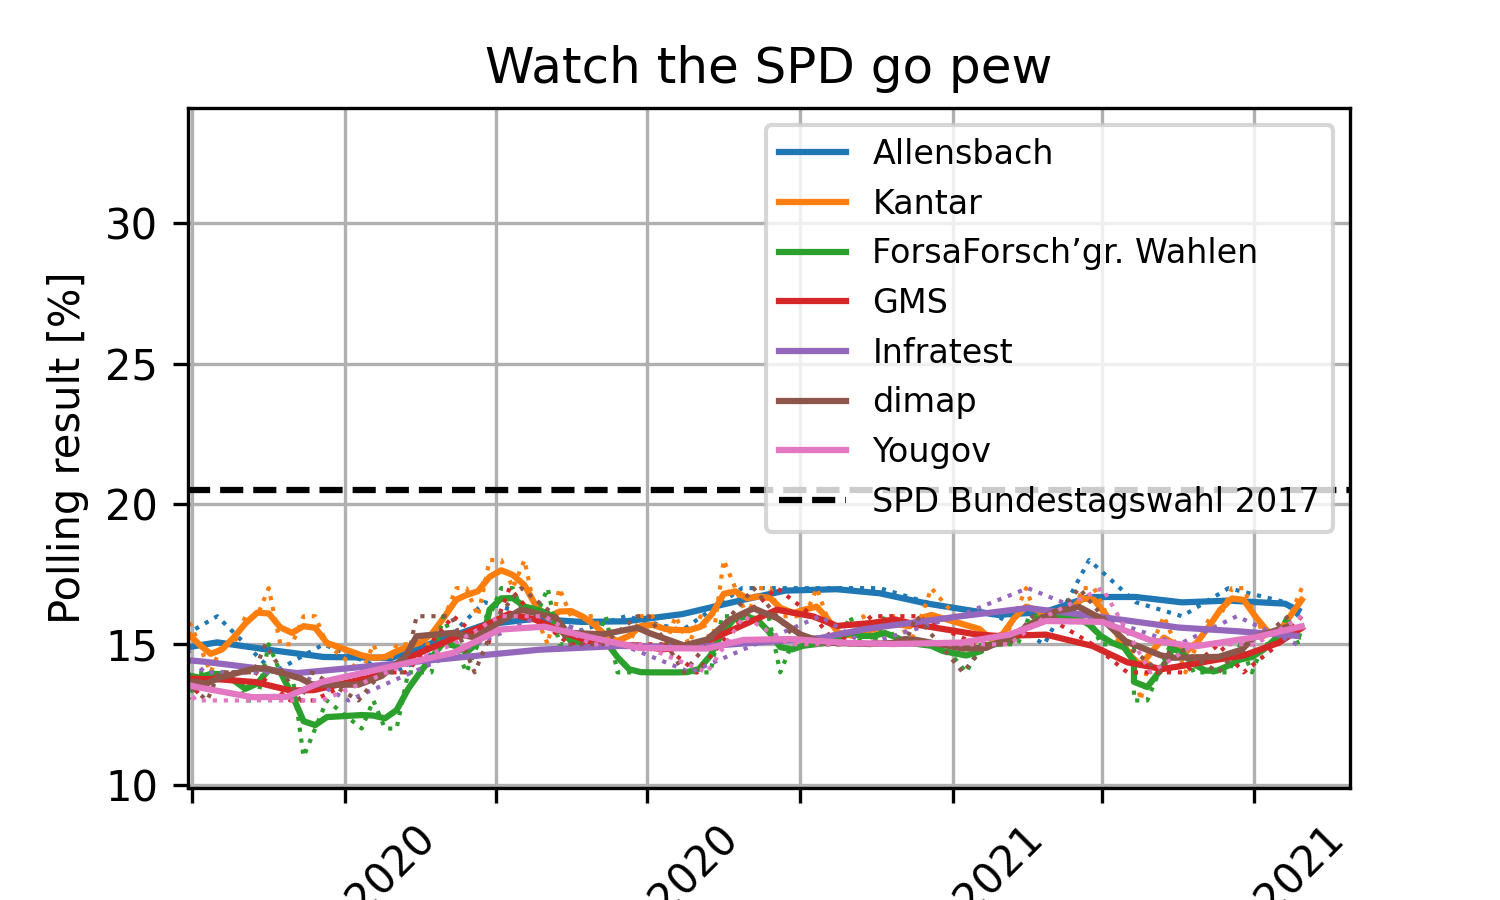 Watch the SPD go pew
Allensbach
Kantar
ForsaForsch’gr. Wahlen
GMS
Infratest
dimap
Yougov
SPD Bundestagswahl 2017
Polling result [%]
30
25
20
15
10
2020
2020
2021
2021